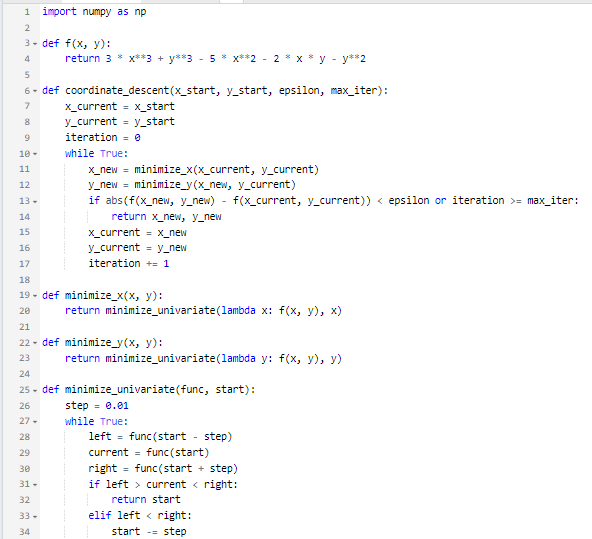 1 import numpy as np
2
3 def f(x, y):
4     return 3 * x**3 + y**3 - 5 * x**2 - 2 * x * y - y**2
5
6 def coordinate_descent(x_start, y_start, epsilon, max_iter):
7     x_current = x_start
8     y_current = y_start
9     iteration = 0
10     while True:
11         x_new = minimize_x(x_current, y_current)
12         y_new = minimize_y(x_new, y_current)
13         if abs(f(x_new, y_new) - f(x_current, y_current)) < epsilon or iteration >= max_iter:
14             return x_new, y_new
15         x_current = x_new
16         y_current = y_new
17         iteration += 1
18
19 def minimize_x(x, y):
20     return minimize_univariate(lambda x: f(x, y), x)
21
22 def minimize_y(x, y):
23     return minimize_univariate(lambda y: f(x, y), y)
24
25 def minimize_univariate(func, start):
26     step = 0.01
27     while True:
28         left = func(start - step)
29         current = func(start)
30         right = func(start + step)
31         if left > current < right:
32             return start
33         elif left < right:
34             start -= step